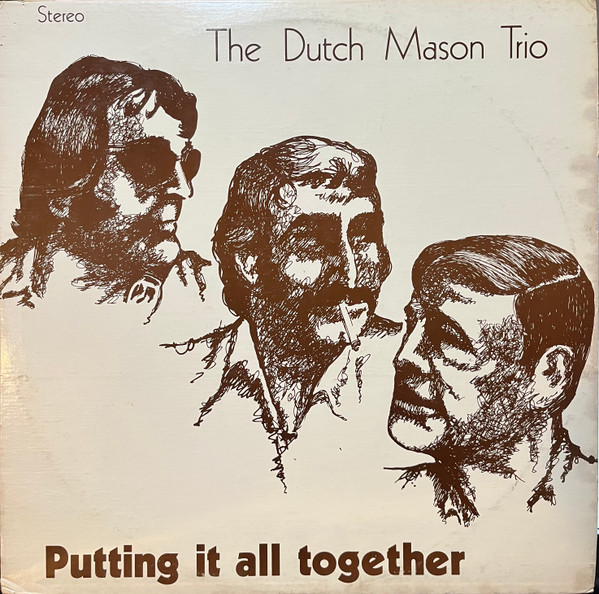 Stereo
The Dutch Mason Trio
Putting it all together